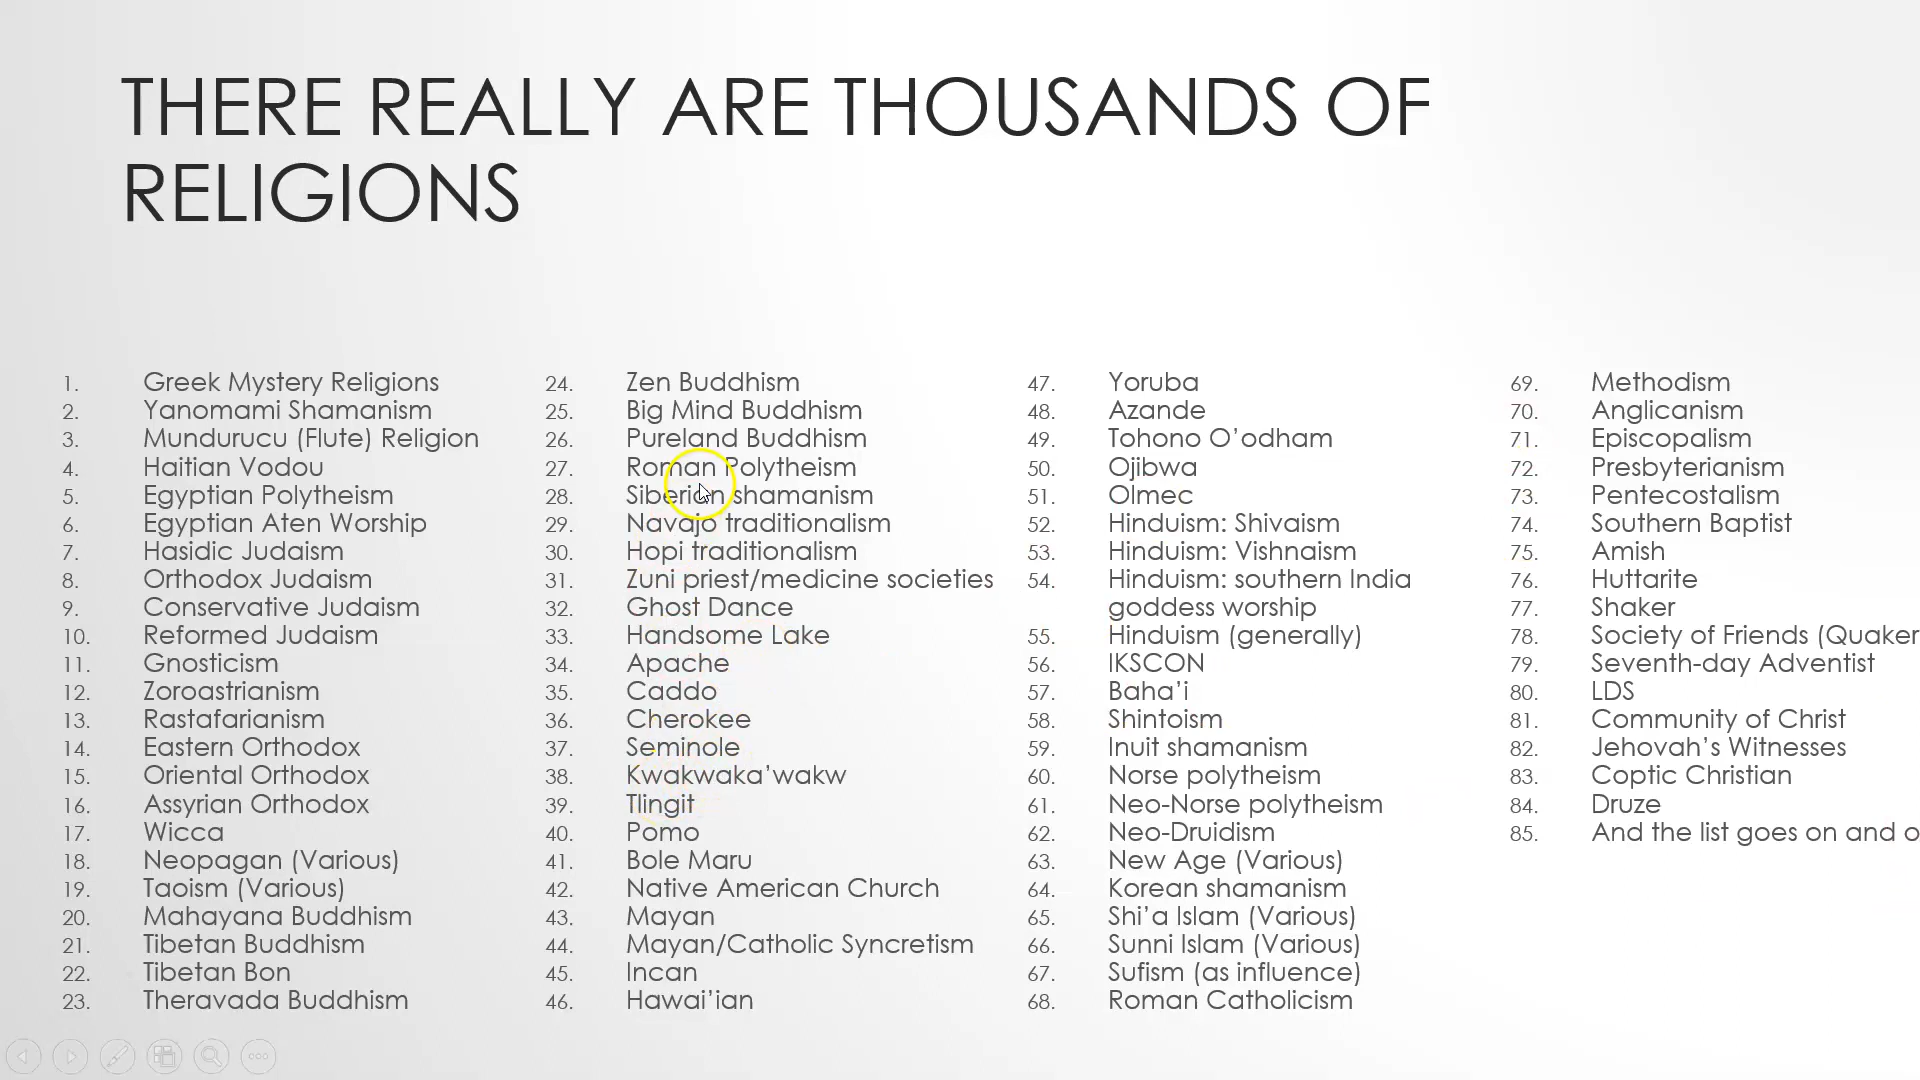 THERE REALLY ARE THOUSANDS OF
RELIGIONS
1. Greek Mystery Religions
2. Yanomami Shamanism
3. Mundurucu (Flute) Religion
4. Haitian Vodou
5. Egyptian Polytheism
6. Egyptian Aten Worship
7. Hasidic Judaism
8. Orthodox Judaism
9. Conservative Judaism
10. Reformed Judaism
11. Gnosticism
12. Zoroastrianism
13. Rastafarianism
14. Eastern Orthodox
15. Oriental Orthodox
16. Assyrian Orthodox
17. Wicca
18. Neopagan (Various)
19. Taoism (Various)
20. Mahayana Buddhism
21. Tibetan Buddhism
22. Tibetan Bon
23. Theravada Buddhism
24. Zen Buddhism
25. Big Mind Buddhism
26. Pureland Buddhism
27. Roman Polytheism
28. Siberian shamanism
29. Navajo traditionalism
30. Hopi traditionalism
31. Zuni priest/medicine societies
32. Ghost Dance
33. Handsome Lake
34. Apache
35. Caddo
36. Cherokee
37. Seminole
38. Kwakwaka’wakw
39. Tlingit
40. Pomo
41. Bole Maru
42. Native American Church
43. Mayan
44. Mayan/Catholic Syncretism
45. Incan
46. Hawai’ian
47. Yoruba
48. Azande
49. Tohono O’odham
50. Ojibwa
51. Olmec
52. Hinduism: Shivaism
53. Hinduism: Vishnaism
54. Hinduism: southern India
goddess worship
55. Hinduism (generally)
56. IKSCON
57. Baha’i
58. Shintoism
59. Inuit shamanism
60. Norse polytheism
61. Neo-Norse polytheism
62. Neo-Druidism
63. New Age (Various)
64. Korean shamanism
65. Shi’a Islam (Various)
66. Sunni Islam (Various)
67. Sufism (as influence)
68. Roman Catholicism
69. Methodism
70. Anglicanism
71. Episcopalism
72. Presbyterianism
73. Pentecostalism
74. Southern Baptist
75. Amish
76. Huttarite
77. Shaker
78. Society of Friends (Quaker
79. Seventh-day Adventist
80. LDS
81. Community of Christ
82. Jehovah’s Witnesses
83. Coptic Christian
84. Druze
85. And the list goes on and o